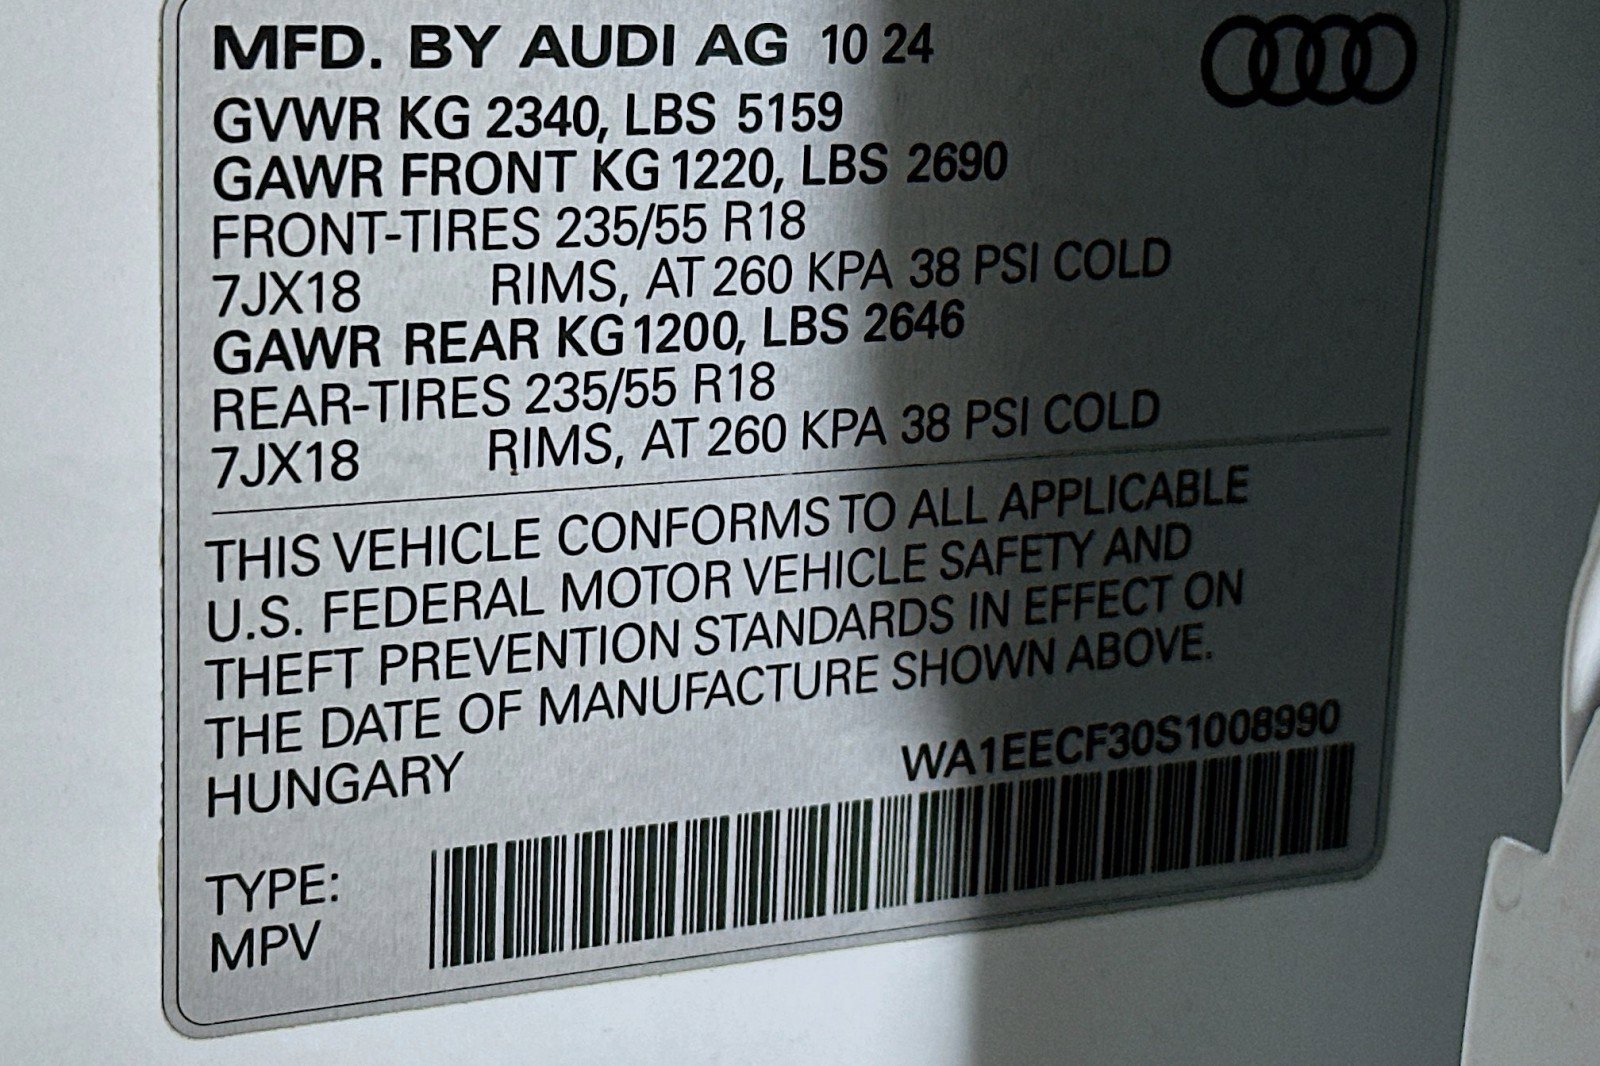 MFD. BY AUDI AG 10 24
GVWR KG 2340, LBS 5159
GAWR FRONT KG 1220, LBS 2690
FRONT-TIRES 235/55 R18
7JX18 RIMS, AT 260 KPA 38 PSI COLD
GAWR REAR KG 1200, LBS 2646
REAR-TIRES 235/55 R18
7JX18 RIMS, AT 260 KPA 38 PSI COLD
THIS VEHICLE CONFORMS TO ALL APPLICABLE
U.S. FEDERAL MOTOR VEHICLE SAFETY AND
THEFT PREVENTION STANDARDS IN EFFECT ON
THE DATE OF MANUFACTURE SHOWN ABOVE.
HUNGARY
WA1EECF30S1008990
TYPE:
MPV